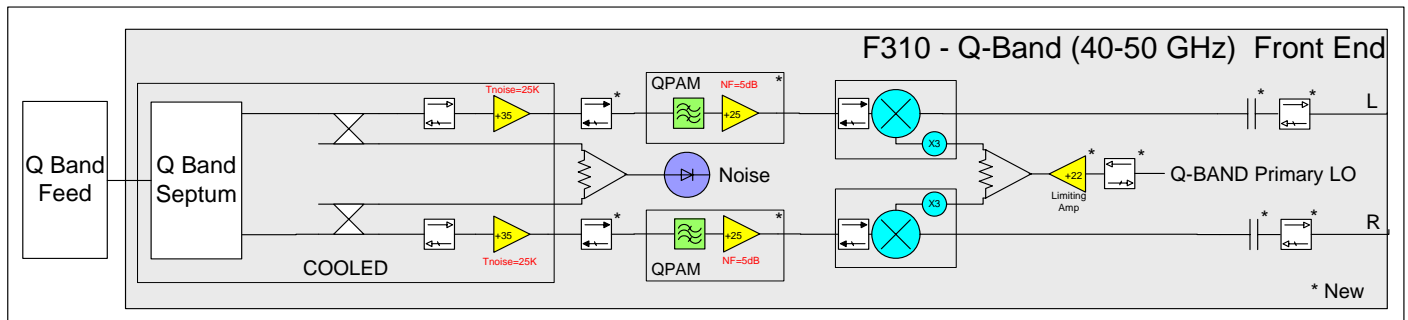 F310 - Q-Band (40-50 GHz) Front End
Q Band
Feed
Q Band
Septum
COOLED
Tnoise=25K
+35
*
QPAM
NF=5dB
*
+25
X3
*
*
L
Noise
*
*
+22
Limiting
Amp
Q-BAND Primary LO
+35
Tnoise=25K
*
*
+25
QPAM
NF=5dB
X3
*
*
R
* New